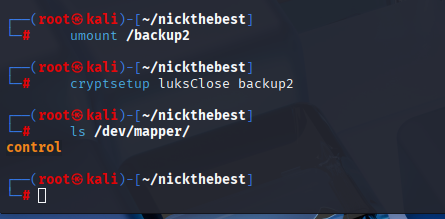 ┌──(root㉿kali)-[~/nickthebest]
└─# umount /backup2
┌──(root㉿kali)-[~/nickthebest]
└─# cryptsetup luksClose backup2
┌──(root㉿kali)-[~/nickthebest]
└─# ls /dev/mapper/
control
┌──(root㉿kali)-[~/nickthebest]
└─#